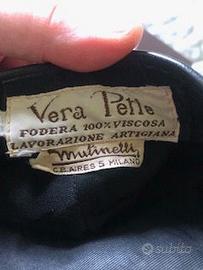 Vera Pelle
FODERA 100% VISCOSA
LAVORAZIONE ARTIGIANA
Mutinelli
C.B.AIRES 5 MILANO
subito